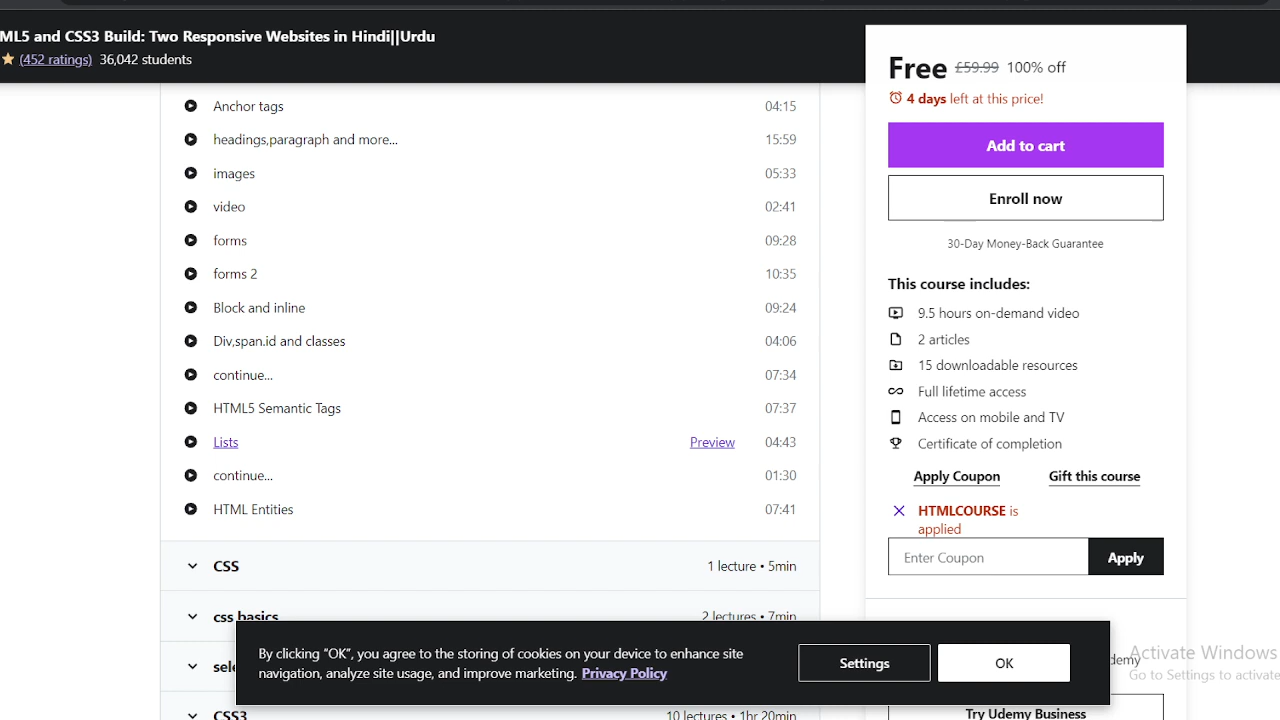 ML5 and CSS3 Build: Two Responsive Websites in Hindi||Urdu
(452 ratings) 36,042 students
Anchor tags 04:15
headings,paragraph and more... 15:59
images 05:33
video 02:41
forms 09:28
forms 2 10:35
Block and inline 09:24
Div,span.id and classes 04:06
continue... 07:34
HTML5 Semantic Tags 07:37
Lists Preview 04:43
continue... 01:30
HTML Entities 07:41
CSS 1 lecture • 5min
css basics 2 lectures • 7min
sele
CSS3 10 lectures • 1hr 20min
Free £59.99 100% off
4 days left at this price!
Add to cart
Enroll now
30-Day Money-Back Guarantee
This course includes:
9.5 hours on-demand video
2 articles
15 downloadable resources
Full lifetime access
Access on mobile and TV
Certificate of completion
Apply Coupon Gift this course
HTMLCOURSE is
applied
Enter Coupon Apply
demy
Try Udemy Business
By clicking "OK", you agree to the storing of cookies on your device to enhance site
navigation, analyze site usage, and improve marketing. Privacy Policy
Settings OK
Activate Windows
Go to Settings to activate